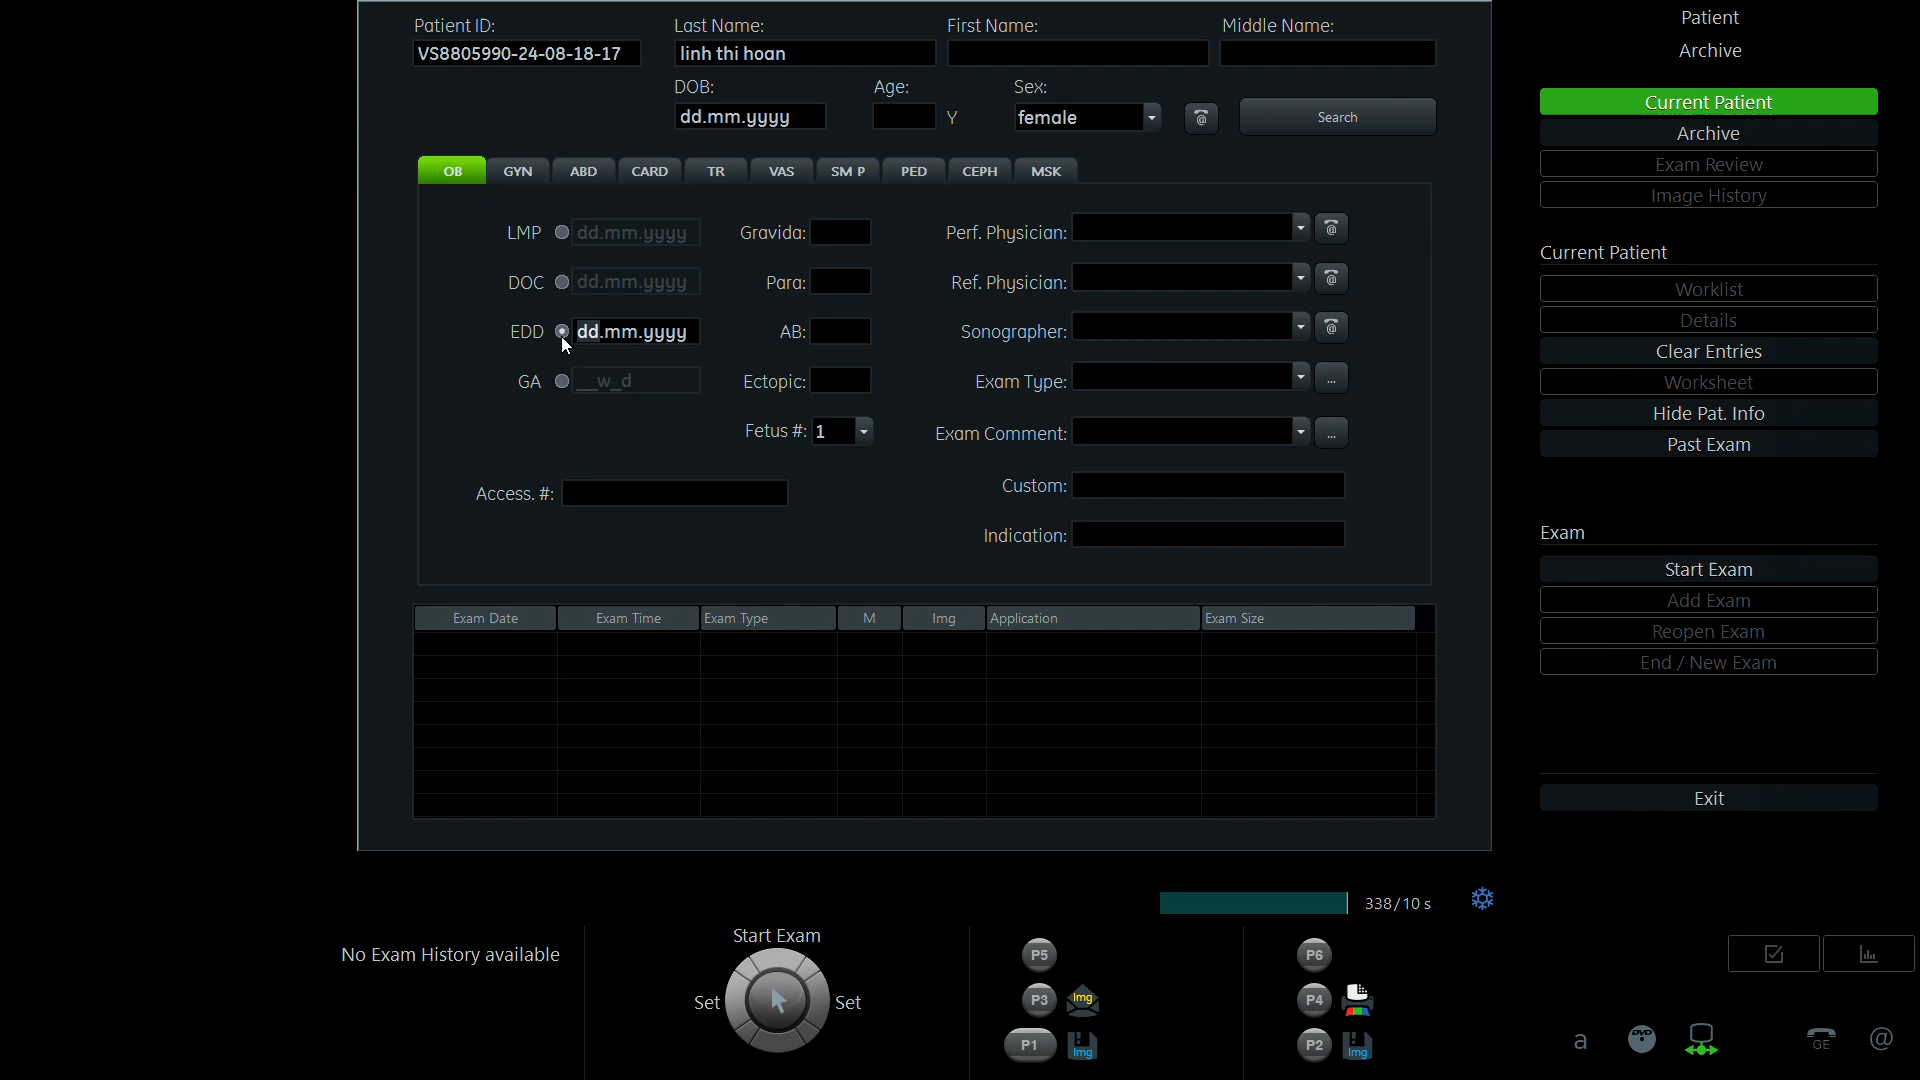 Patient ID: Last Name: First Name: Middle Name:
VS8805990-24-08-18-17 linh thi hoan
DOB: Age: Sex:
dd.mm.yyyy Y female @ Search
OB GYN ABD CARD TR VAS SM P PED CEPH MSK
LMP dd.mm.yyyy Gravida: Perf. Physician: @
DOC dd.mm.yyyy Para: Ref. Physician: @
EDD dd.mm.yyyy AB: Sonographer: @
GA __w_d Ectopic: Exam Type: ...
Fetus #: 1 Exam Comment: ...
Access. #: Custom:
Indication:
Exam Date Exam Time Exam Type M Img Application Exam Size
338/10 s
No Exam History available
Start Exam
Set Set
P5 P6
P3 Img P4
P1 Img P2 Img
Patient
Archive
Current Patient
Archive
Exam Review
Image History
Current Patient
Worklist
Details
Clear Entries
Worksheet
Hide Pat. Info
Past Exam
Exam
Start Exam
Add Exam
Reopen Exam
End / New Exam
Exit
a DVD GE @